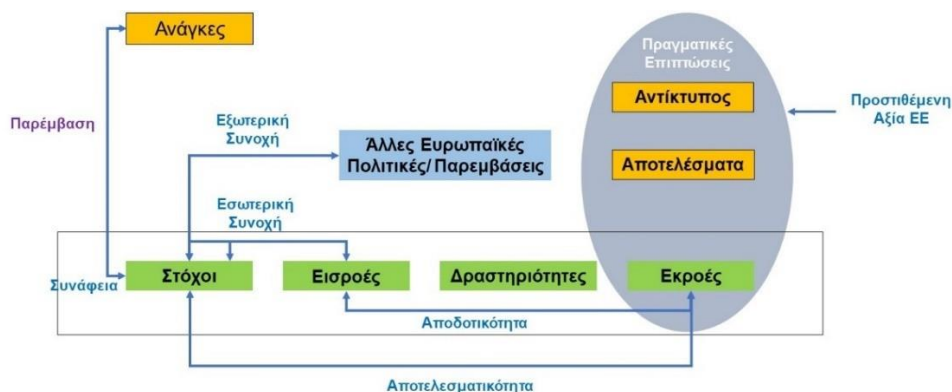 Ανάγκες
Πραγματικές
Επιπτώσεις
Αντίκτυπος
Προστιθέμενη
Αξία ΕΕ
Παρέμβαση
Εξωτερική
Συνοχή
Άλλες Ευρωπαϊκές
Πολιτικές/ Παρεμβάσεις
Αποτελέσματα
Εσωτερική
Συνοχή
Συνάφεια
Στόχοι
Εισροές
Δραστηριότητες
Εκροές
Αποδοτικότητα
Αποτελεσματικότητα